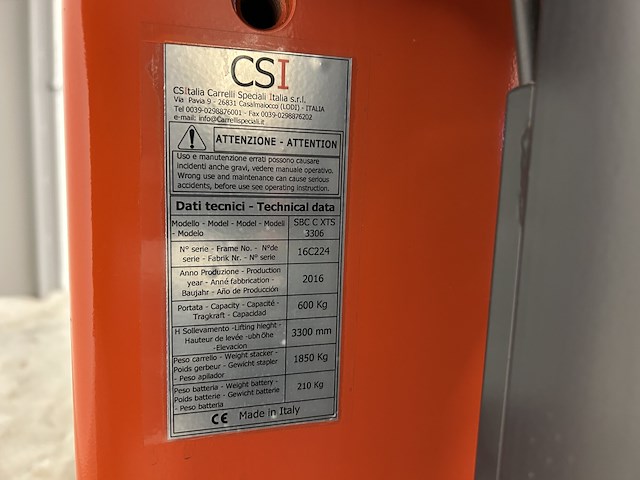 CSI
CSItalia Carrelli Speciali Italia s.r.l.
Via Pavia 9 - 26831 Casalmaiocco (LODI) - ITALIA
Tel 0039-0298876001 - Fax 0039-0298876202
e-mail: info@Carrellispeciali.it
ATTENZIONE - ATTENTION
Uso e manutenzione errati possono causare
incidenti anche gravi, vedere manuale operativo.
Wrong use and maintenance can cause serious
accidents, before use see operating instruction.
Dati tecnici - Technical data
Modello - Model - Model - Modell
- Modelo
SBC C XTS
3306
N° serie - Frame No. - N°de
serie - Fabrik Nr. - N° serie
16C224
Anno Produzione - Production
year - Anné fabbrication -
Baujahr - Año de Producciòn
2016
Portata - Capacity - Capacité -
Tragkraft - Capacidad
600 Kg
H Sollevamento -Lifting hieght -
Hauteur de levée -ubhöhe
-Elevacion
3300 mm
Peso carrello - Weight stacker -
Poids gerbeur - Gewicht stapler
- Peso apilador
1850 Kg
Peso batteria - Weight battery -
Poids batterie - Gewicht batterie
- Peso batteria
210 Kg
CE Made in Italy